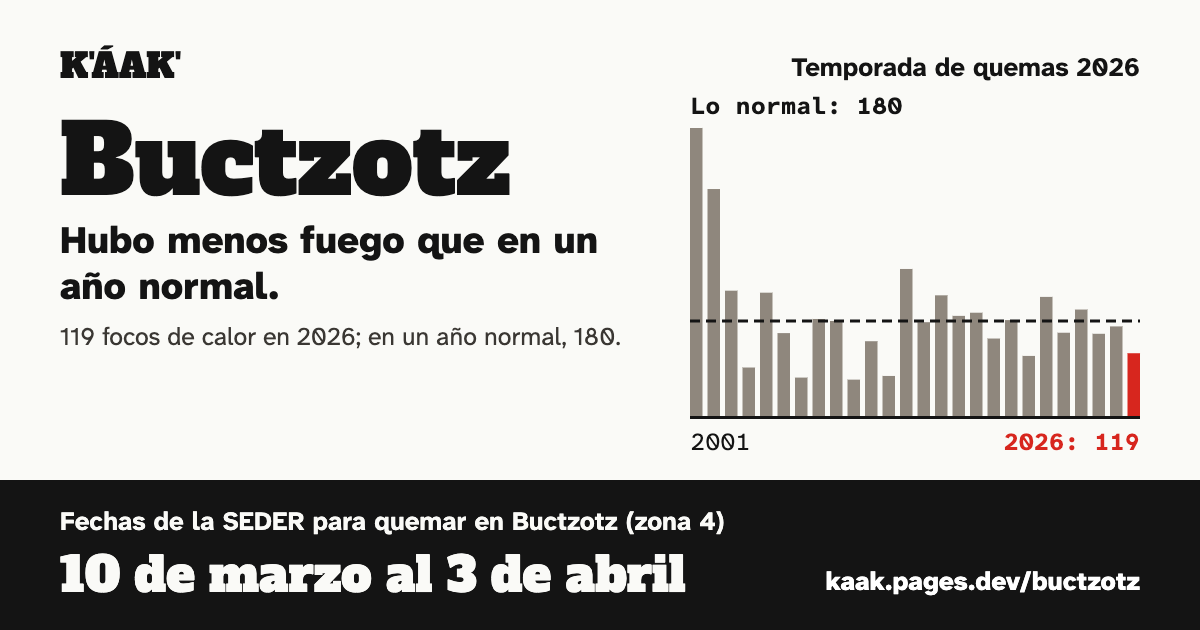 K'ÁAK'
Buctzotz
Hubo menos fuego que en un
año normal.
119 focos de calor en 2026; en un año normal, 180.
Temporada de quemas 2026
Lo normal: 180
2001
2026: 119
Fechas de la SEDER para quemar en Buctzotz (zona 4)
10 de marzo al 3 de abril
kaak.pages.dev/buctzotz